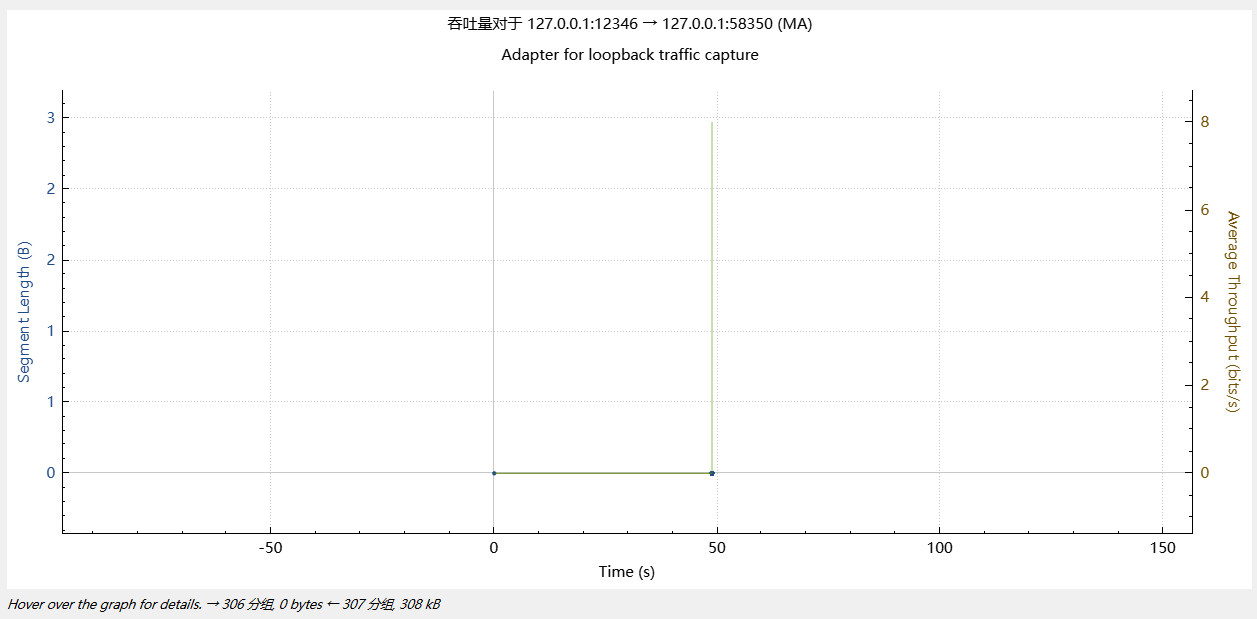 吞吐量对于 127.0.0.1:12346 → 127.0.0.1:58350 (MA)
Adapter for loopback traffic capture
3
2
2
1
1
0
Segment Length (B)
8
6
4
2
0
Average Throughput (bits/s)
-50 0 50 100 150
Time (s)
Hover over the graph for details. → 306 分组, 0 bytes ← 307 分组, 308 kB